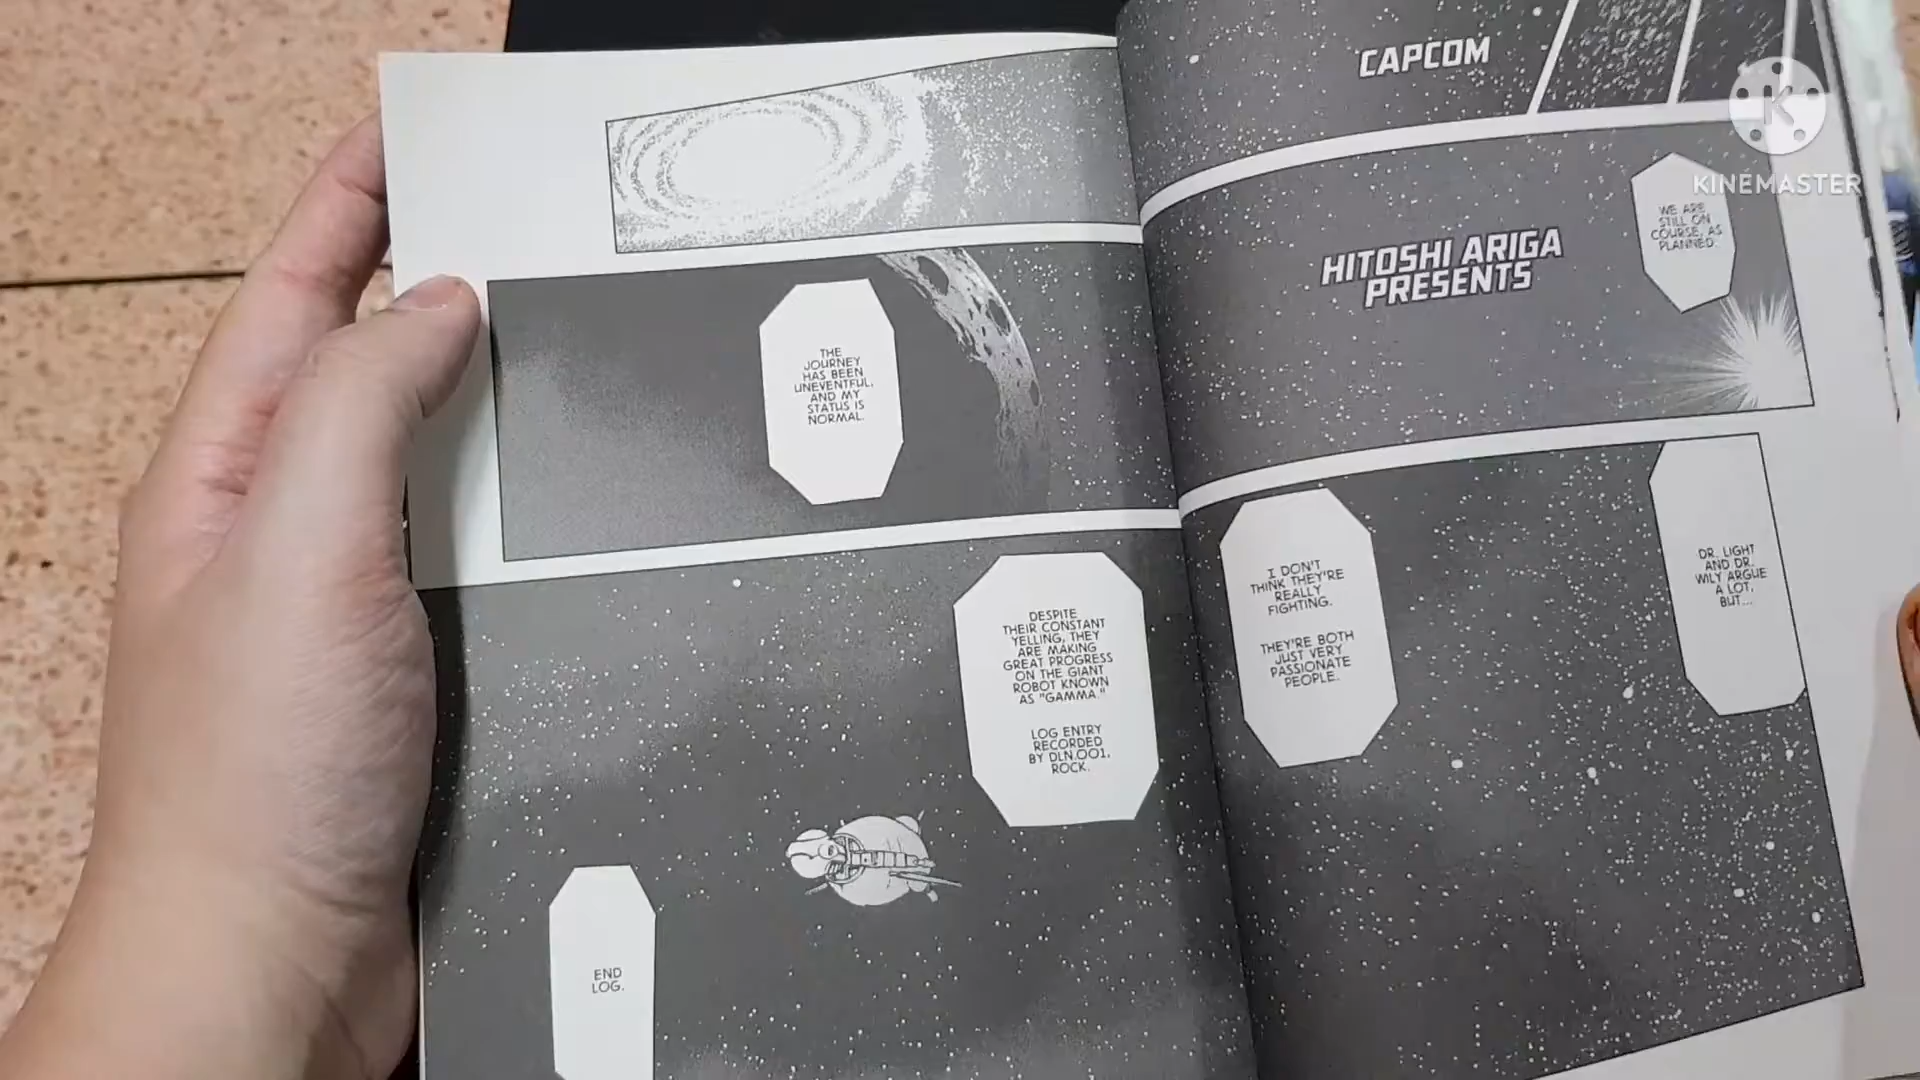 CAPCOM
KINEMASTER
WE ARE
STILL ON
COURSE, AS
PLANNED.
HITOSHI ARIGA
PRESENTS
DR. LIGHT
AND DR.
WILY ARGUE
A LOT,
BUT...
I DON'T
THINK THEY'RE
REALLY
FIGHTING.
THEY'RE BOTH
JUST VERY
PASSIONATE
PEOPLE.
THE
JOURNEY
HAS BEEN
UNEVENTFUL,
AND MY
STATUS IS
NORMAL.
DESPITE
THEIR CONSTANT
YELLING, THEY
ARE MAKING
GREAT PROGRESS
ON THE GIANT
ROBOT KNOWN
AS "GAMMA."
LOG ENTRY
RECORDED
BY DLN.001,
ROCK.
END
LOG.